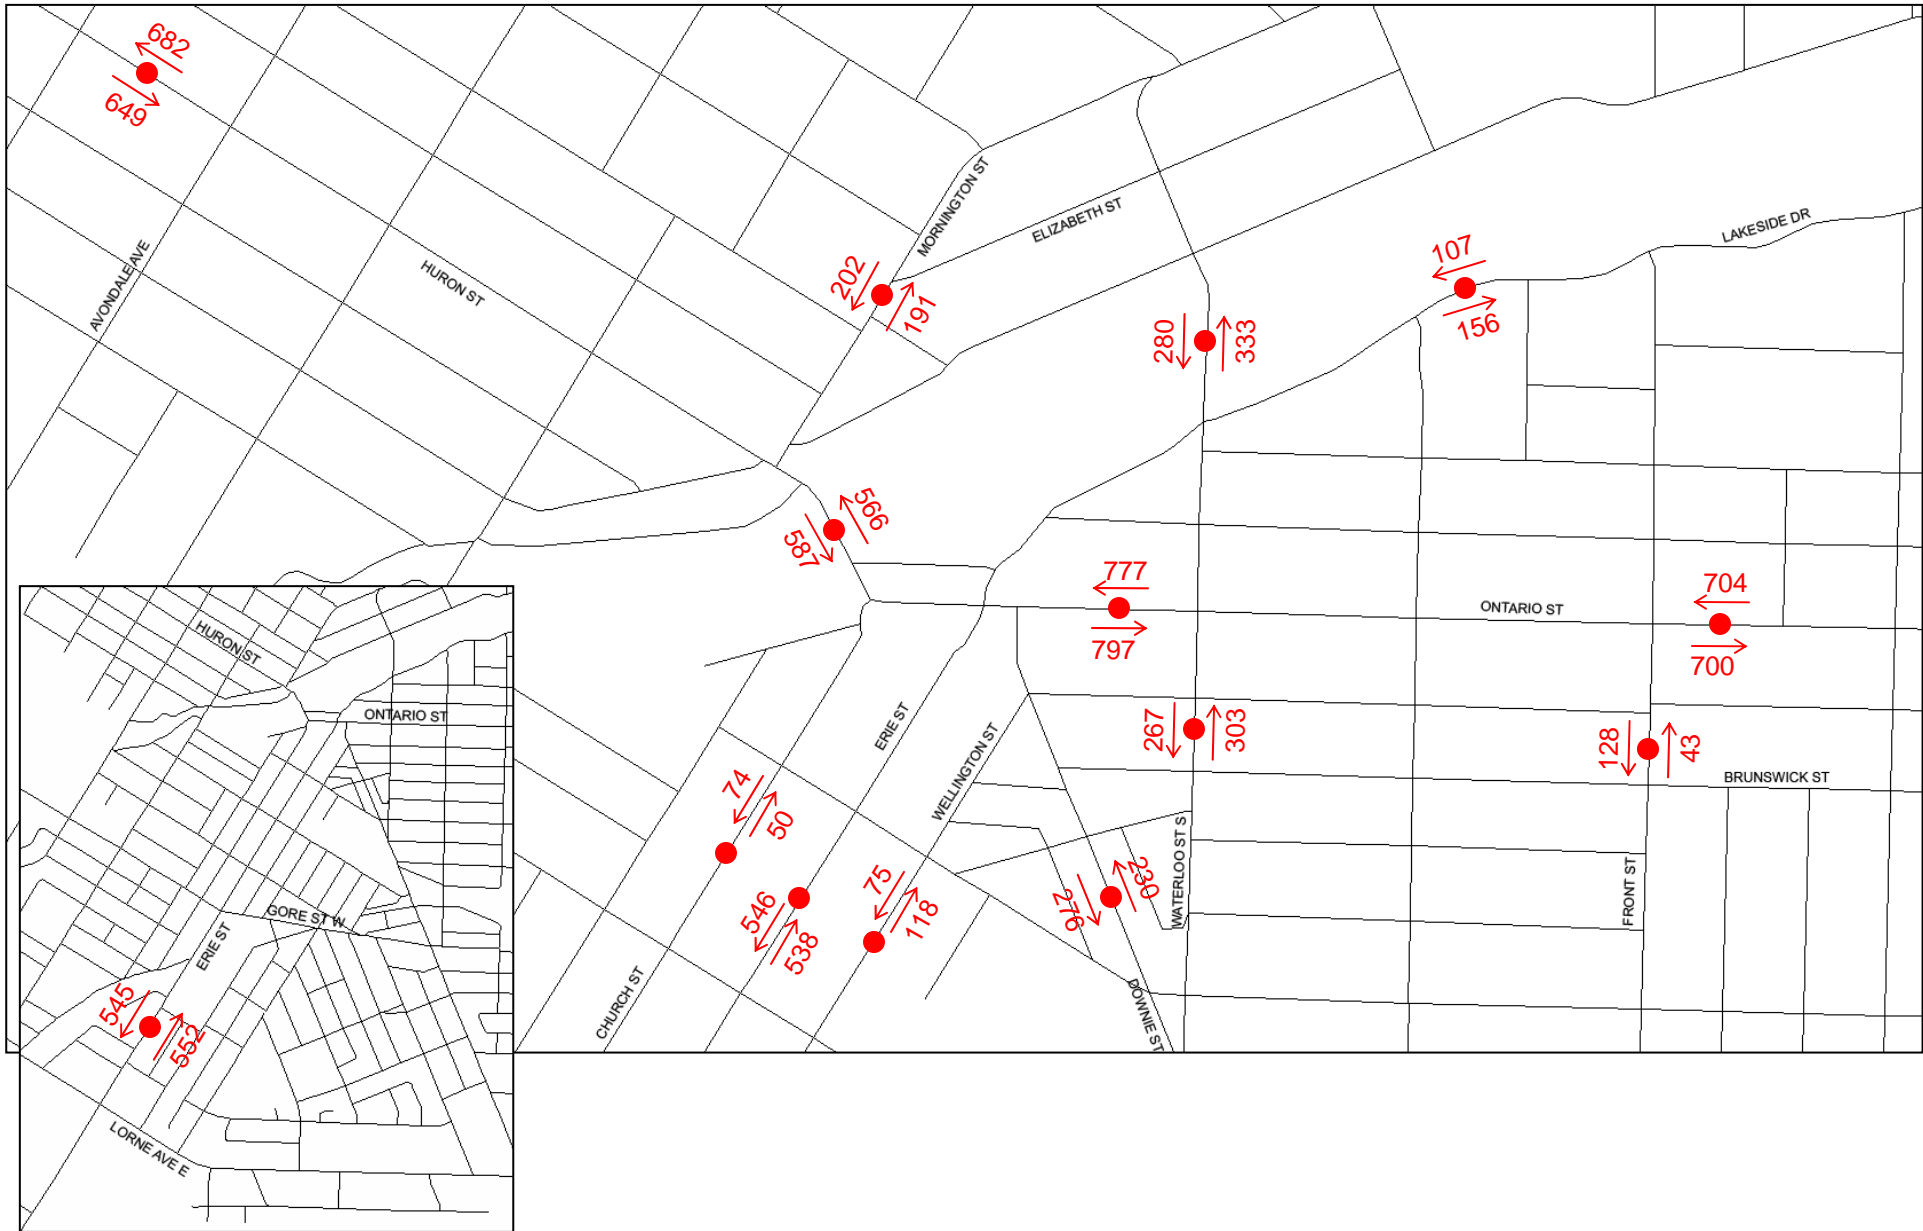 682
649
AVONDALE AVE
HURON ST
MORNINGTON ST
ELIZABETH ST
202
191
LAKESIDE DR
107
156
280
333
566
587
777
797
ONTARIO ST
704
700
267
303
128
43
BRUNSWICK ST
ERIE ST
WELLINGTON ST
74
50
546
538
75
118
276
230
WATERLOO ST S
FRONT ST
CHURCH ST
DOWNIE ST
HURON ST
ONTARIO ST
GORE ST W
ERIE ST
545
552
LORNE AVE E